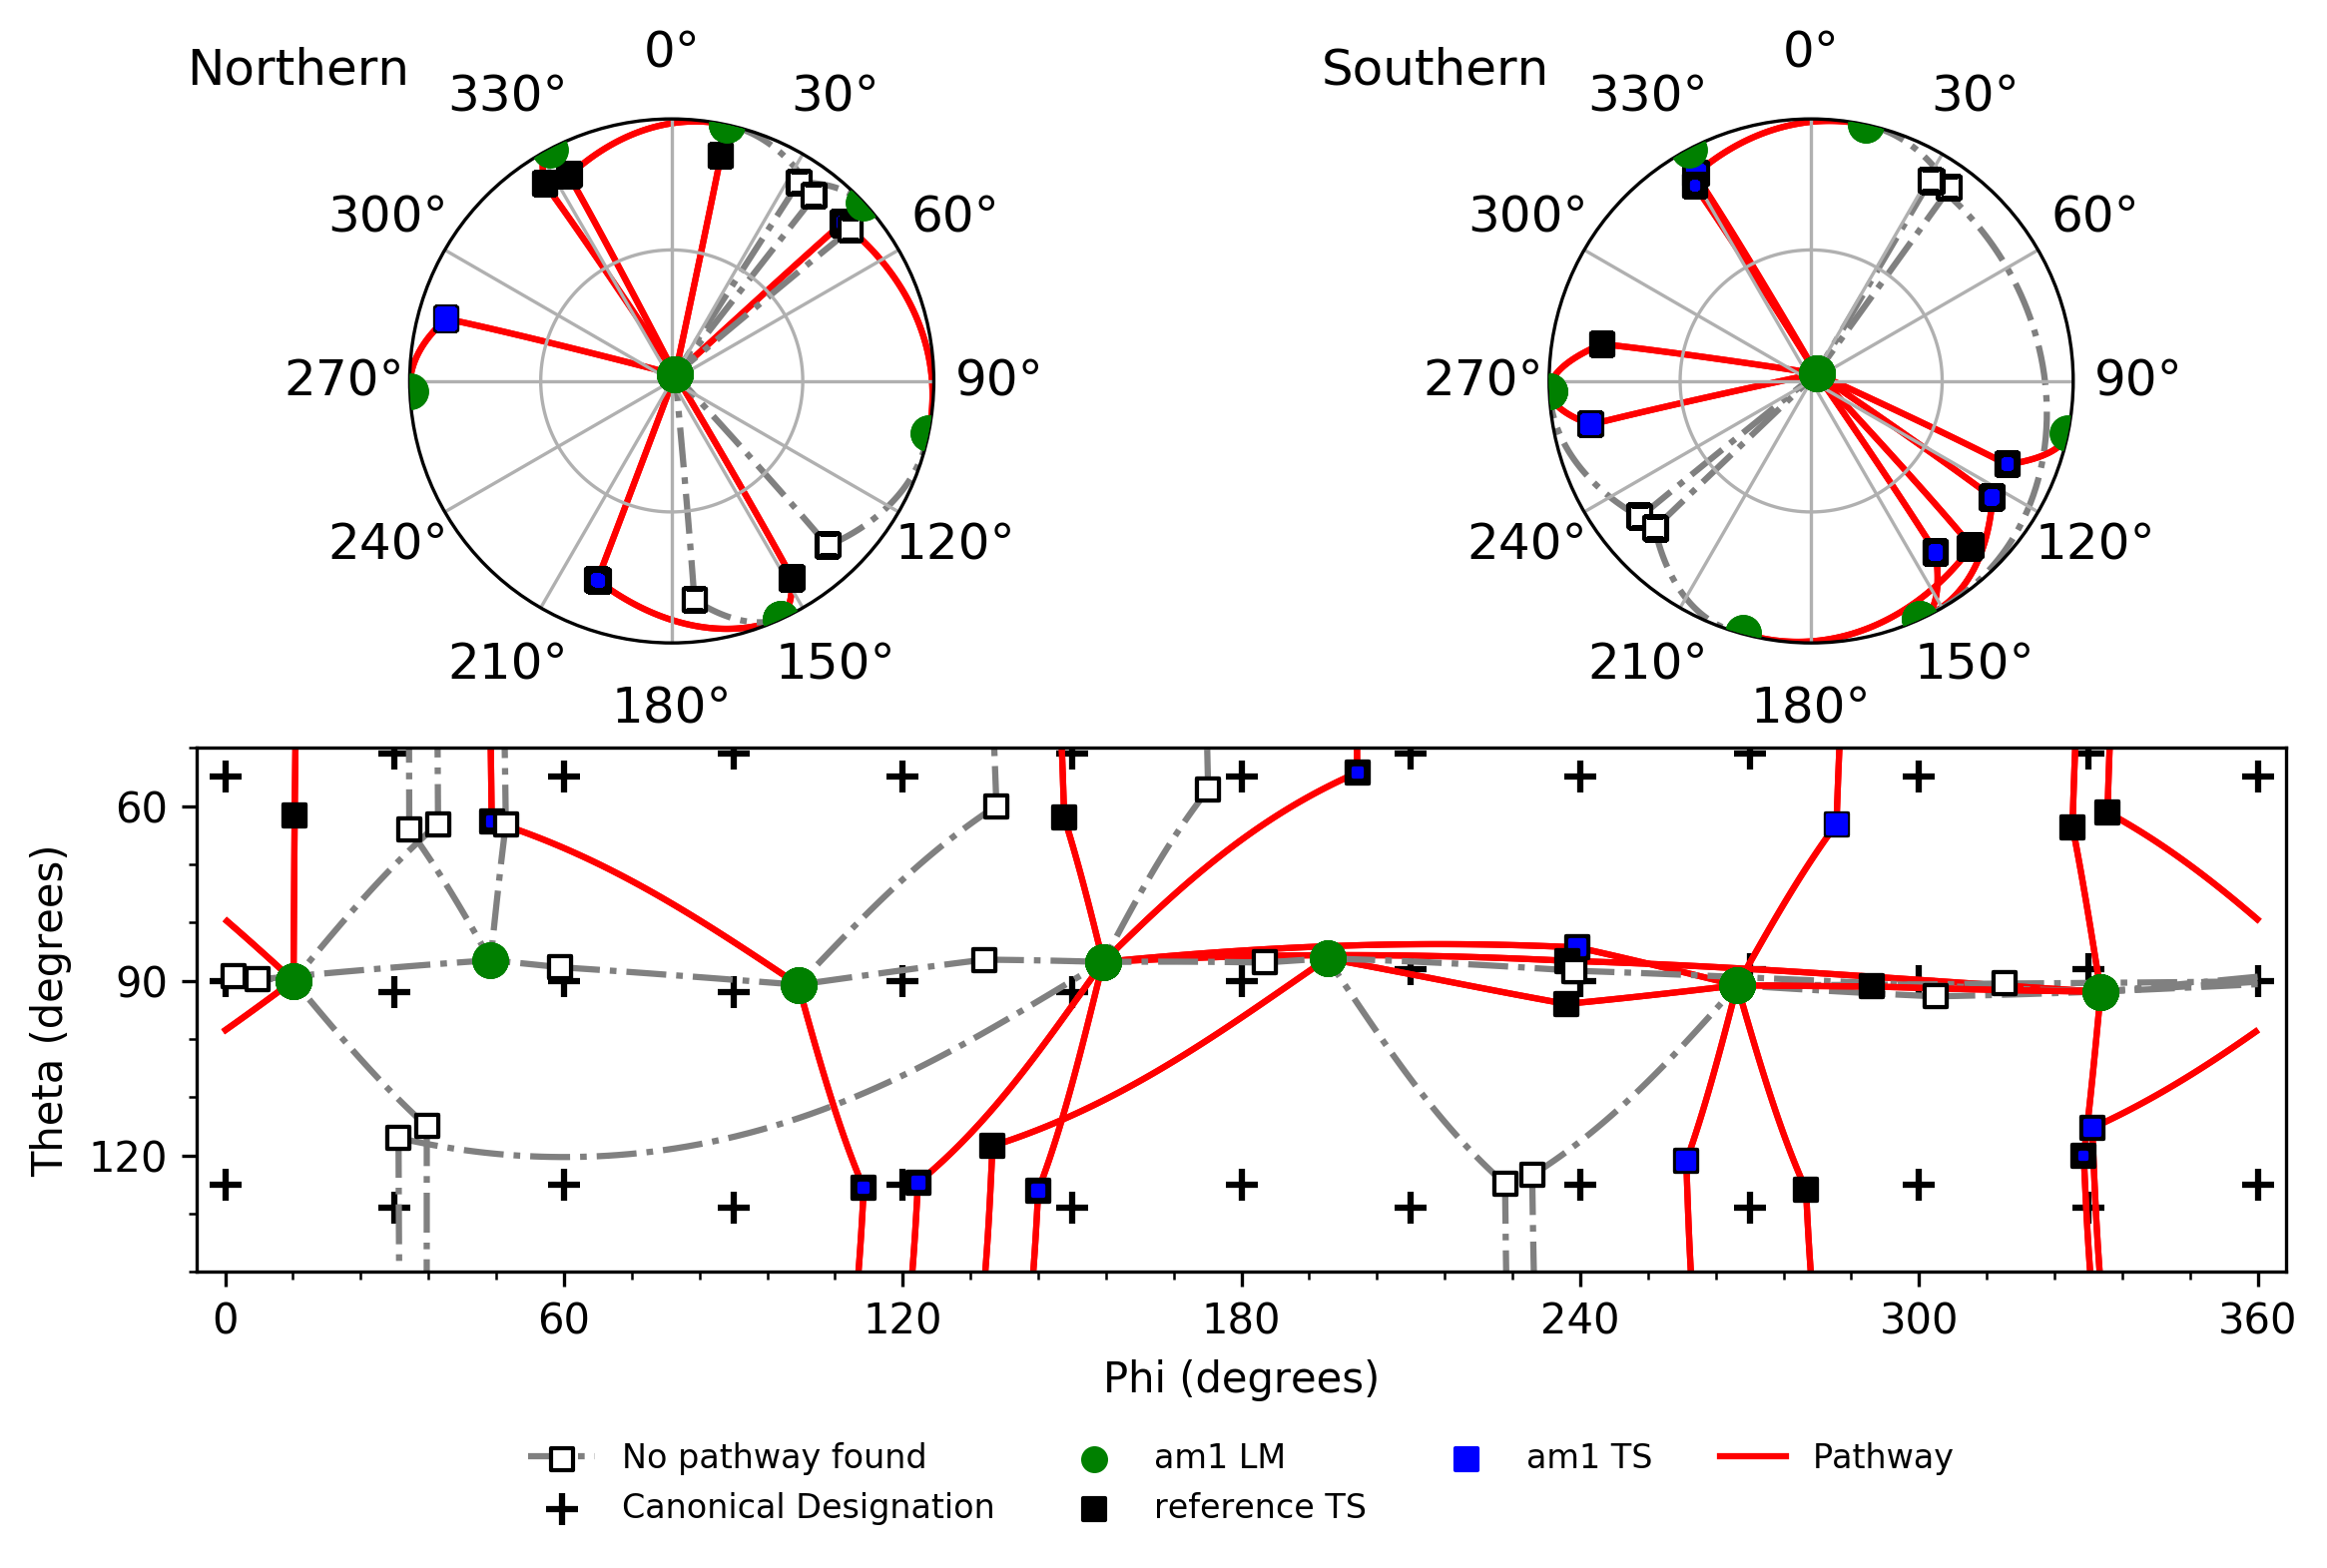 Northern
0°
30°
60°
90°
120°
150°
180°
210°
240°
270°
300°
330°
Southern
0°
30°
60°
90°
120°
150°
180°
210°
240°
270°
300°
330°
Theta (degrees)
60
90
120
0 60 120 180 240 300 360
Phi (degrees)
No pathway found
Canonical Designation
am1 LM
reference TS
am1 TS
Pathway